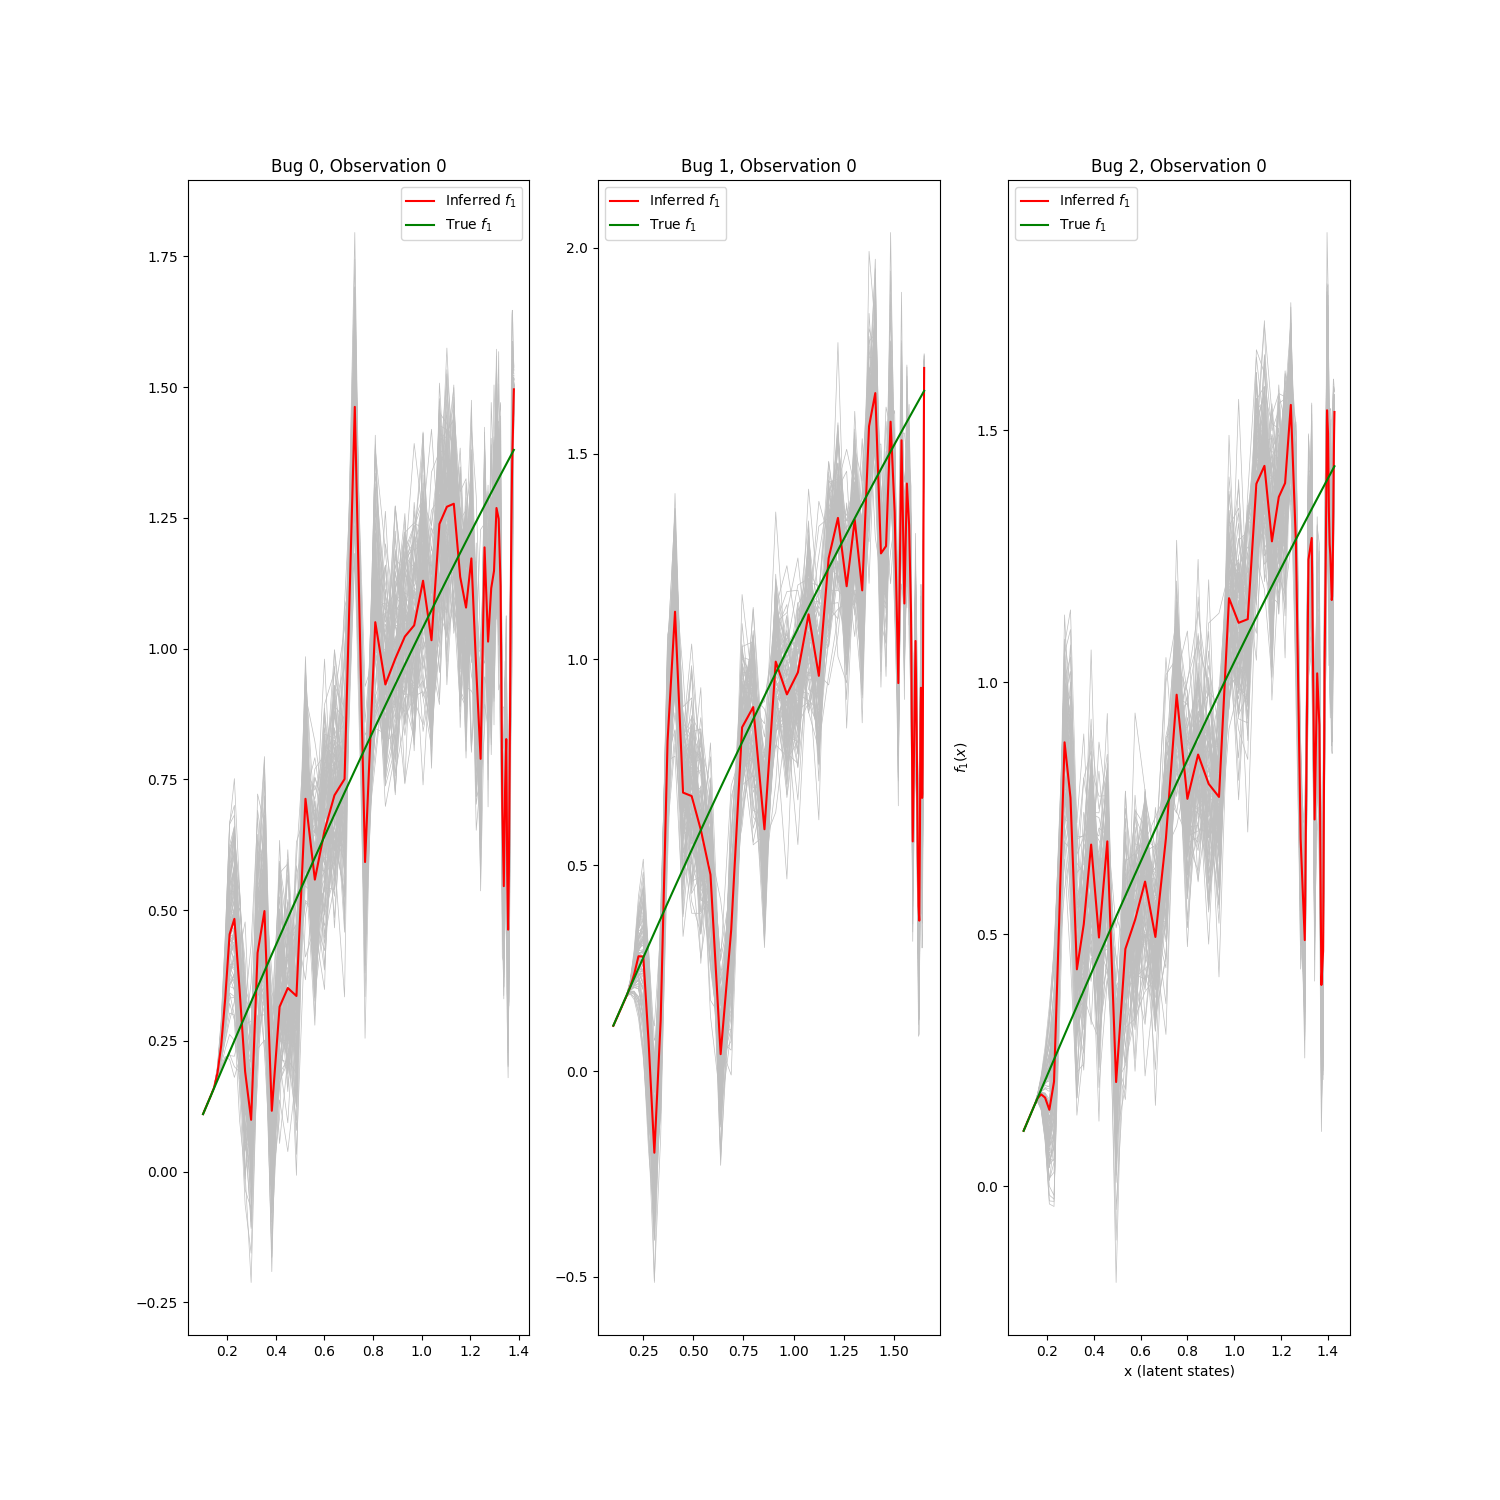 Bug 0, Observation 0
Inferred f₁
True f₁
1.75
1.50
1.25
1.00
0.75
0.50
0.25
0.00
−0.25
0.2 0.4 0.6 0.8 1.0 1.2 1.4
Bug 1, Observation 0
Inferred f₁
True f₁
2.0
1.5
1.0
0.5
0.0
−0.5
0.25 0.50 0.75 1.00 1.25 1.50
Bug 2, Observation 0
Inferred f₁
True f₁
f₁(x)
1.5
1.0
0.5
0.0
0.2 0.4 0.6 0.8 1.0 1.2 1.4
x (latent states)